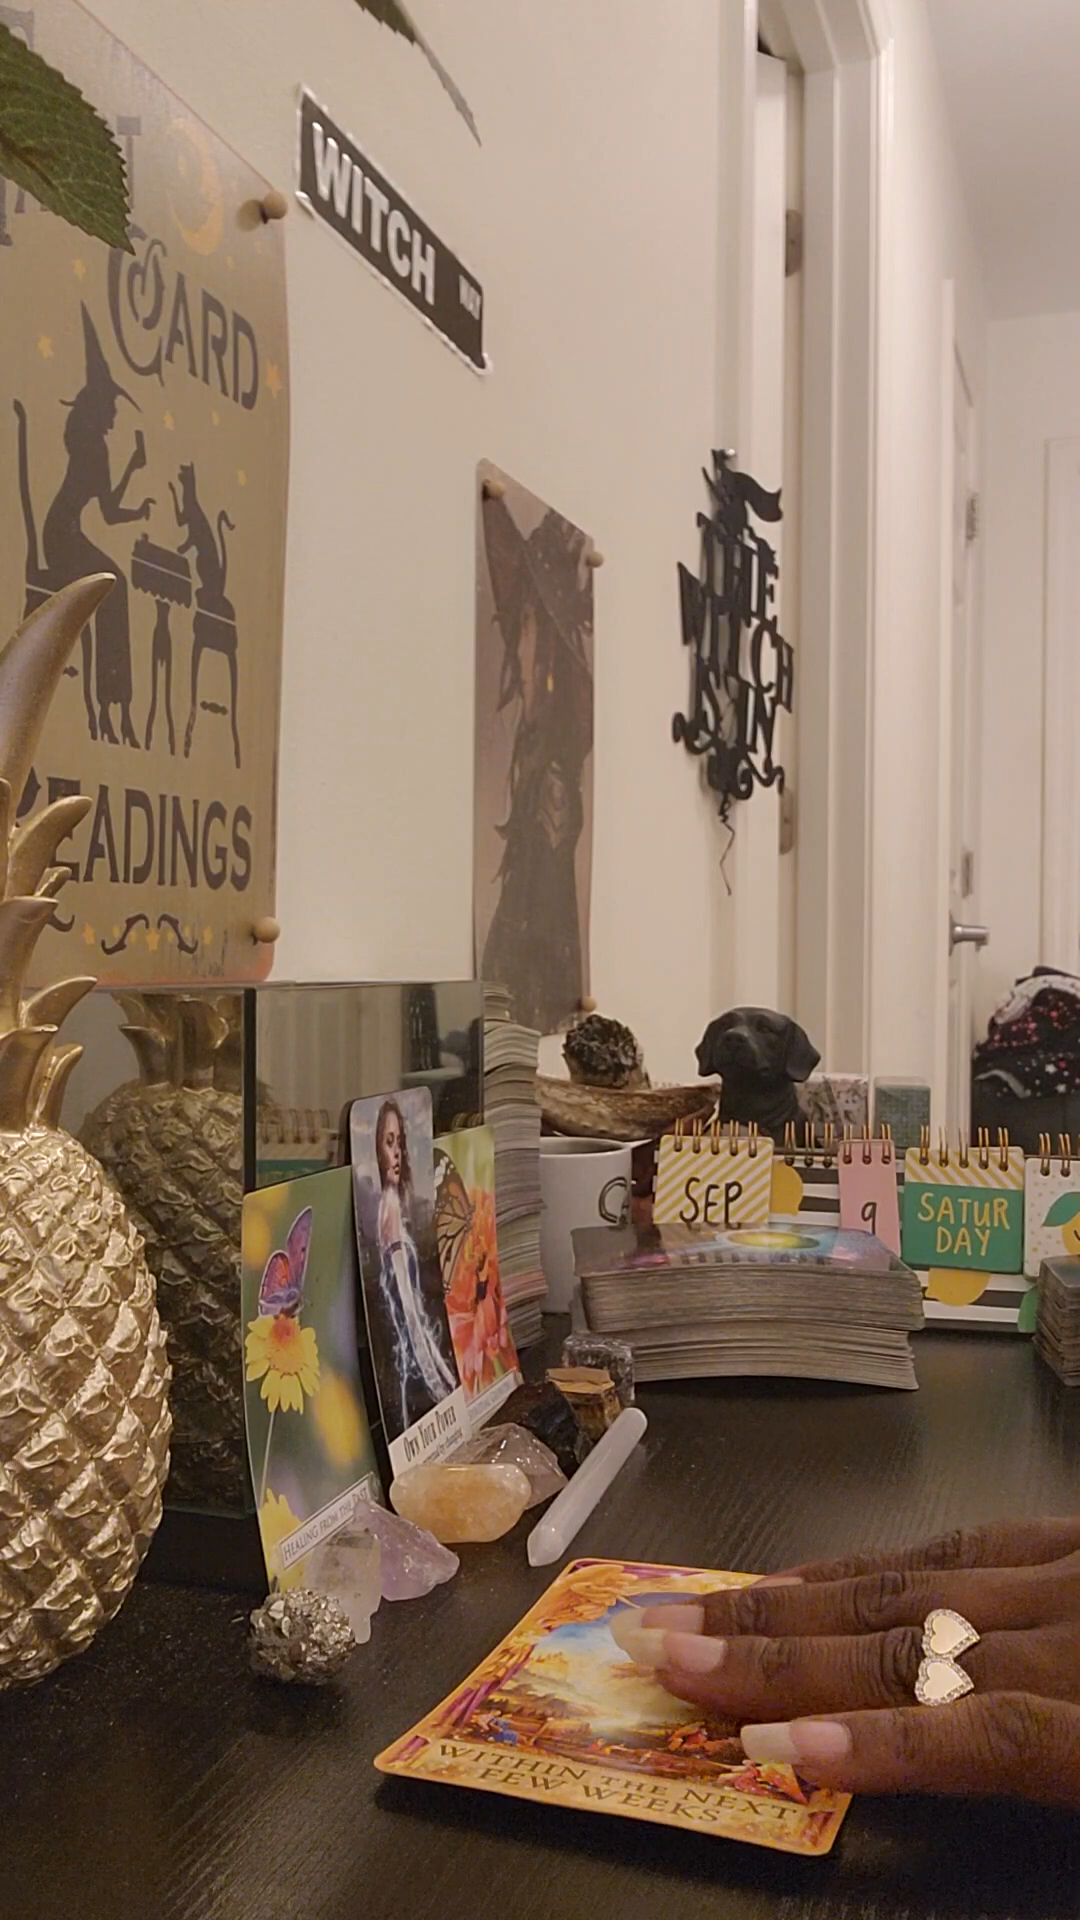 CARD
READINGS
WITCH WAY
THE
WITCH
IS IN
SEP
9
SATUR
DAY
OWN YOUR POWER
HEALING FROM THE PAST
WITHIN THE NEXT
FEW WEEKS